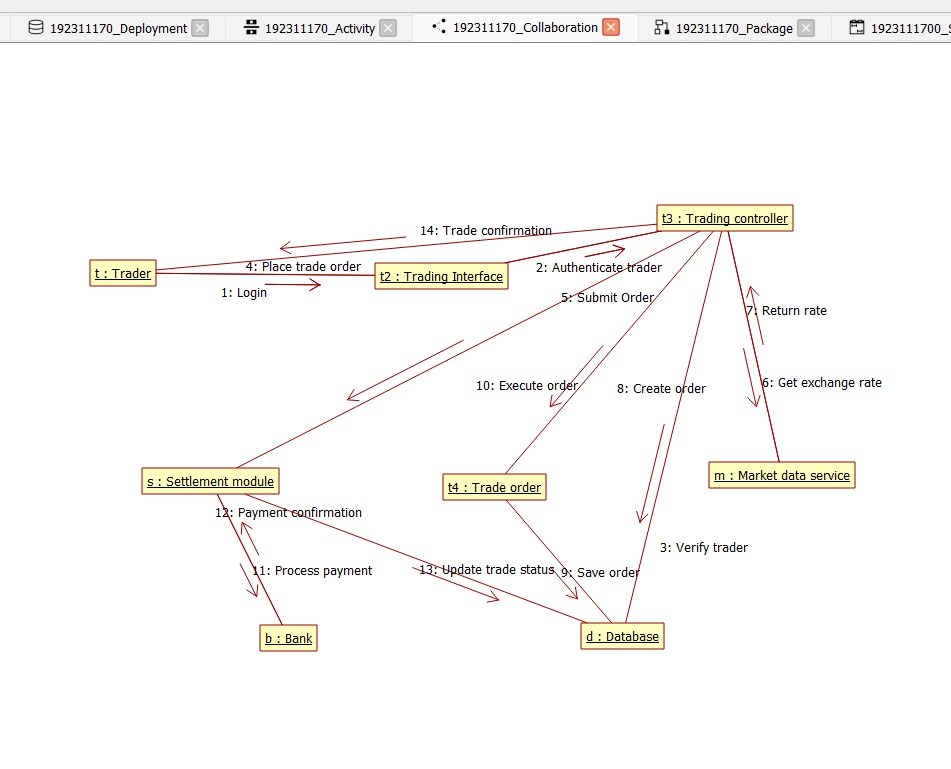 192311170_Deployment
192311170_Activity
192311170_Collaboration
192311170_Package
1923111700_S
t3 : Trading controller
14: Trade confirmation
t : Trader
4: Place trade order
t2 : Trading Interface
2: Authenticate trader
1: Login
5: Submit Order
7: Return rate
10: Execute order
8: Create order
6: Get exchange rate
s : Settlement module
t4 : Trade order
m : Market data service
12: Payment confirmation
3: Verify trader
11: Process payment
13: Update trade status
9: Save order
b : Bank
d : Database